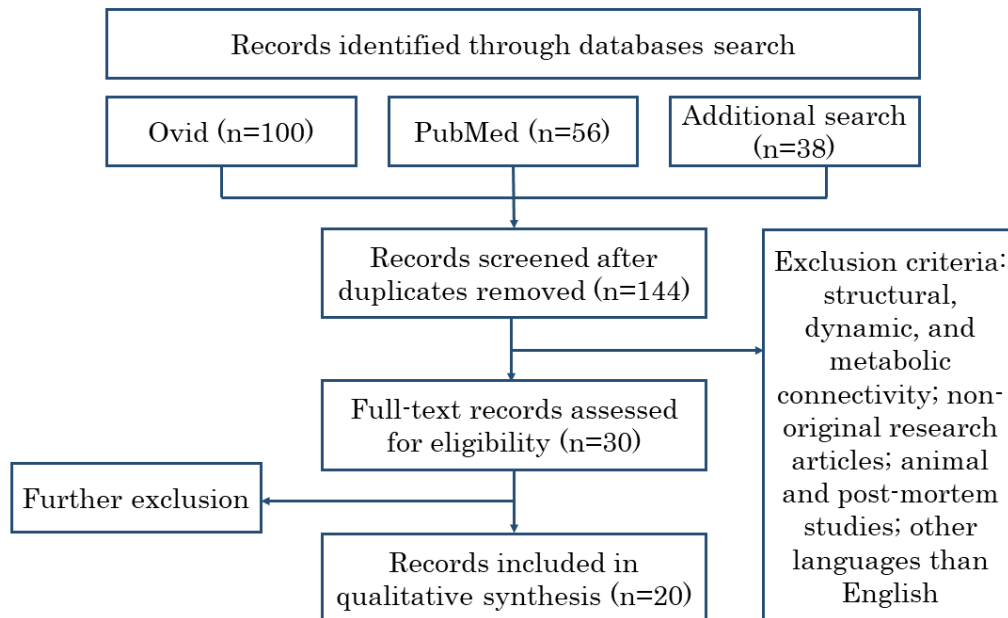 Records identified through databases search
Ovid (n=100)
PubMed (n=56)
Additional search
(n=38)
Records screened after
duplicates removed (n=144)
Exclusion criteria:
structural,
dynamic, and
metabolic
connectivity; non-
original research
articles; animal
and post-mortem
studies; other
languages than
English
Full-text records assessed
for eligibility (n=30)
Further exclusion
Records included in
qualitative synthesis (n=20)